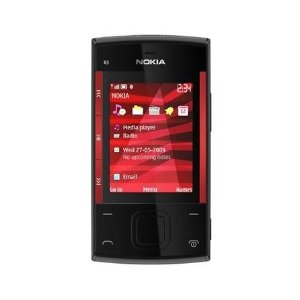 X3 NOKIA
2:34
NOKIA
Media player
Radio
Wed 27-05-2009
No upcoming notes
Email
Go to Menu Names